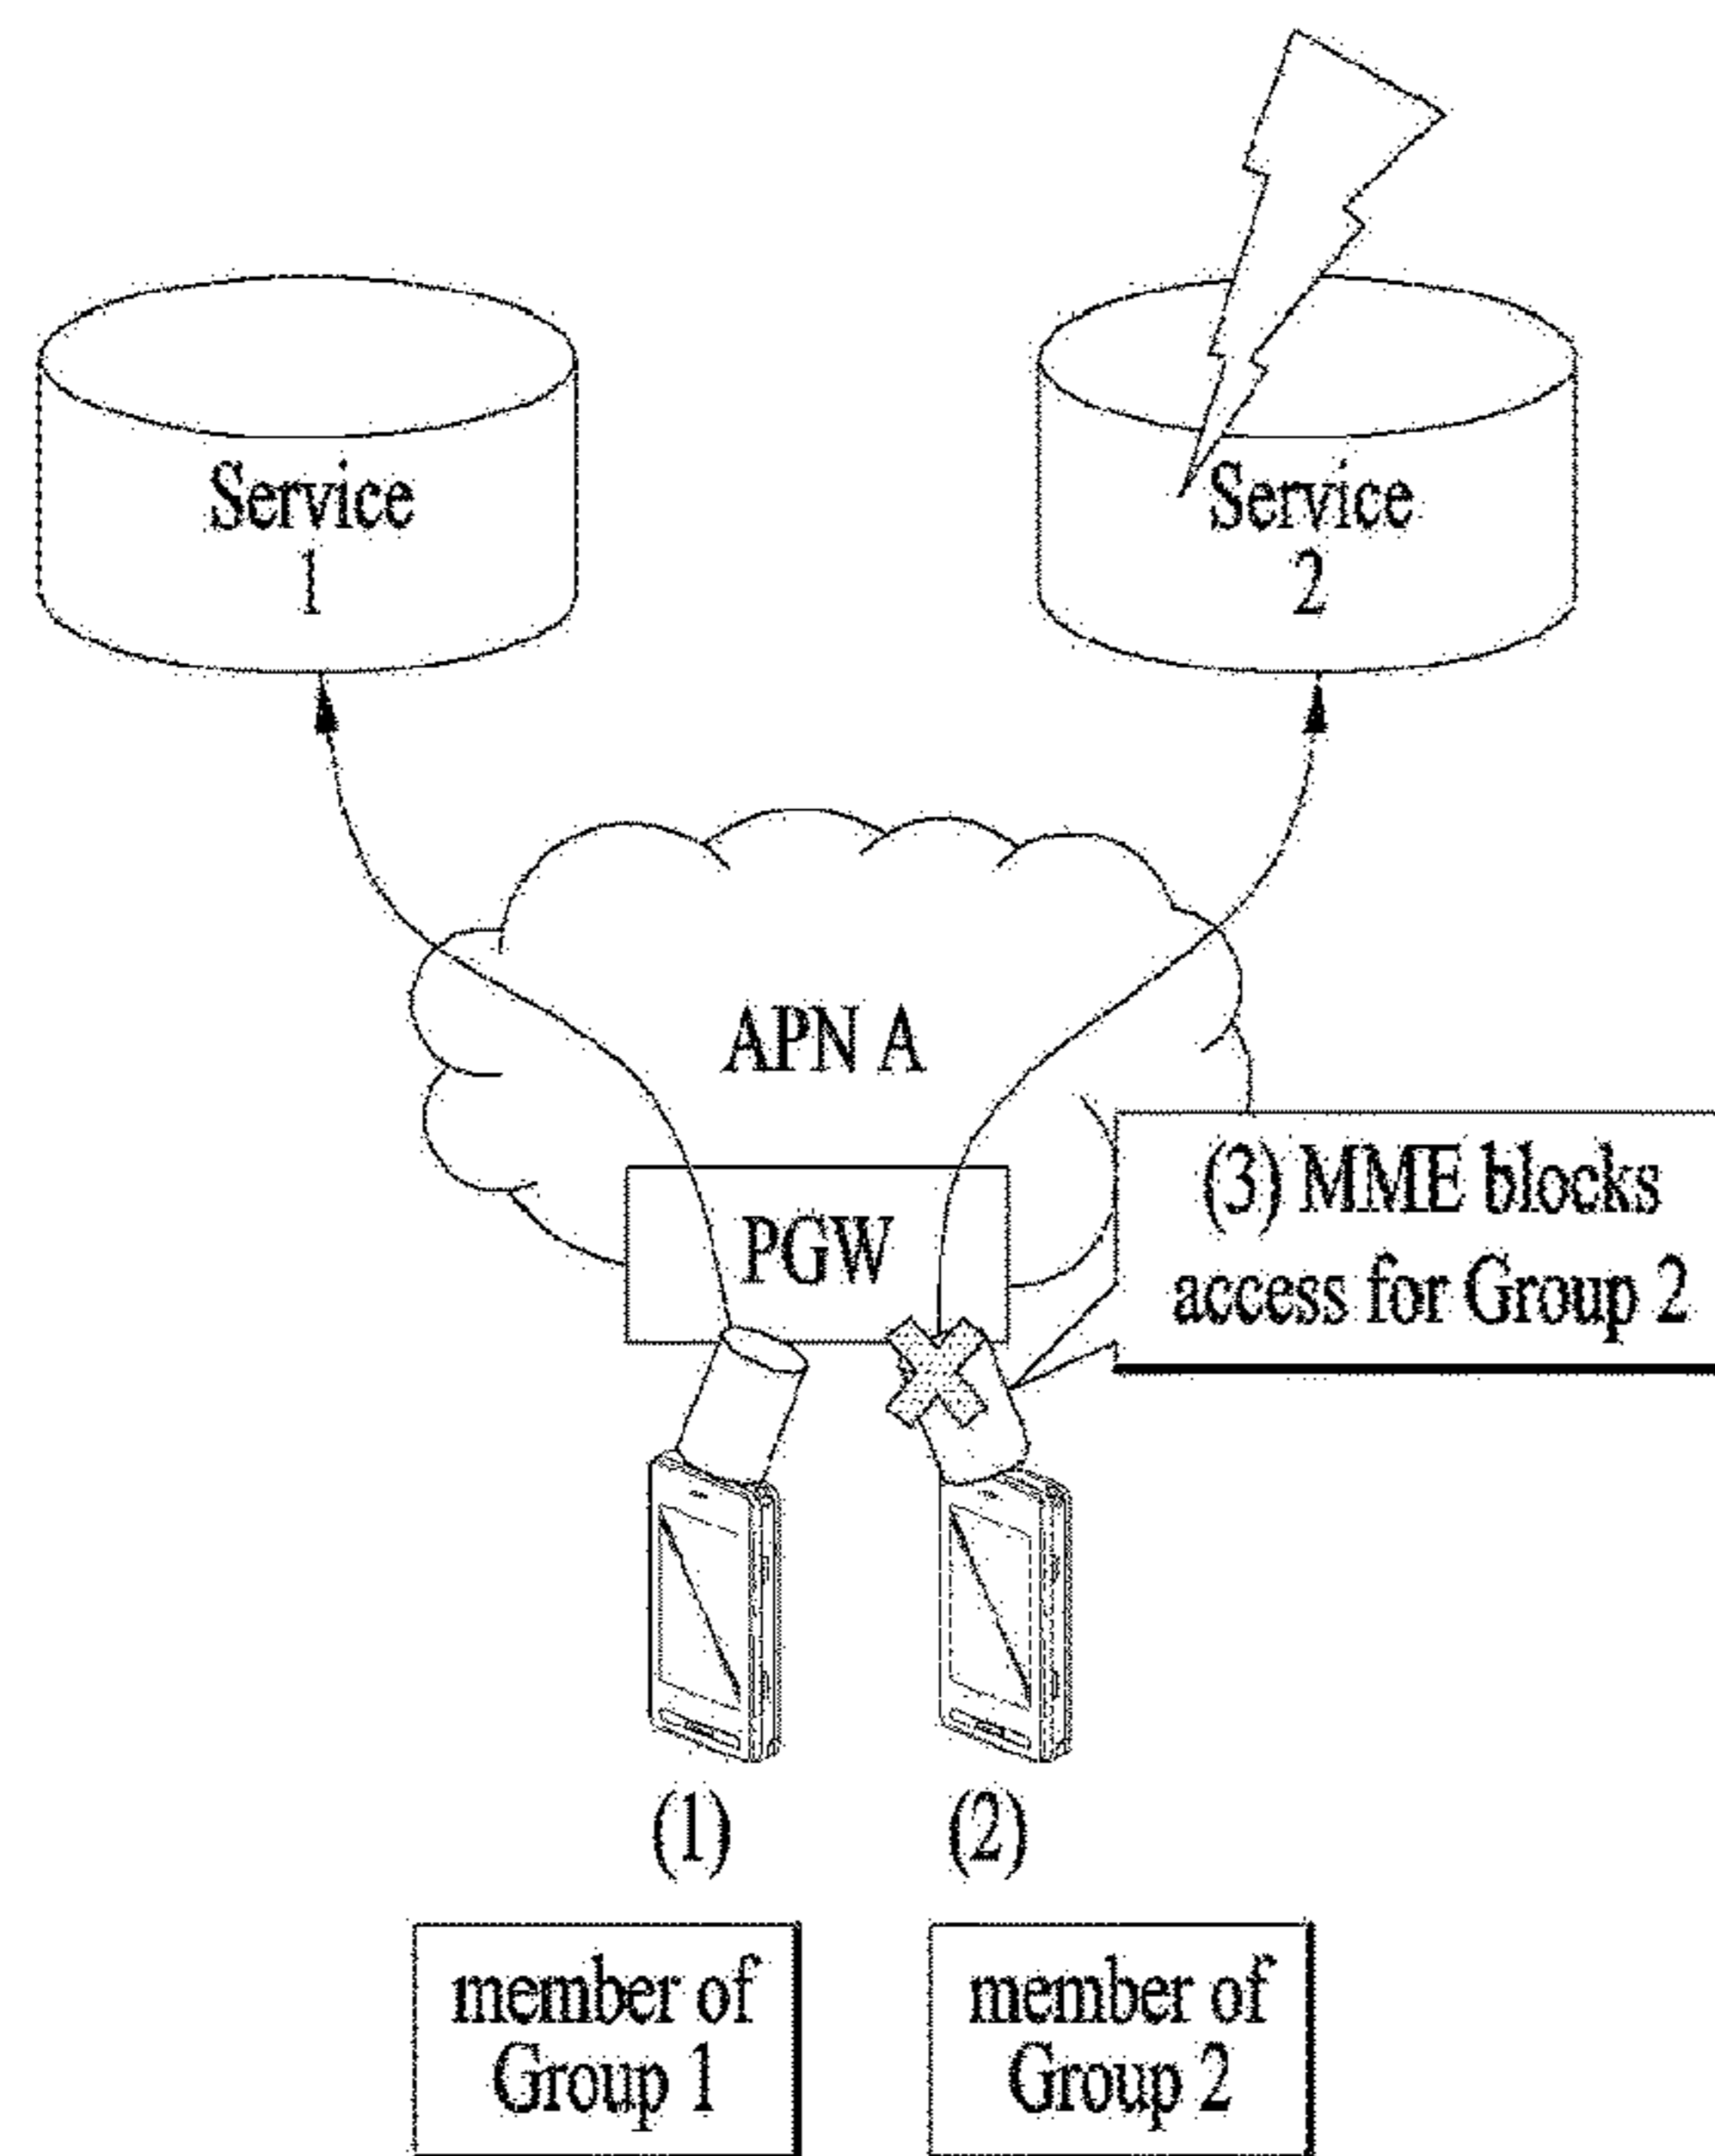 Service
1
Service
2
APN A
PGW
(3) MME blocks
access for Group 2
(1)
(2)
member of
Group 1
member of
Group 2